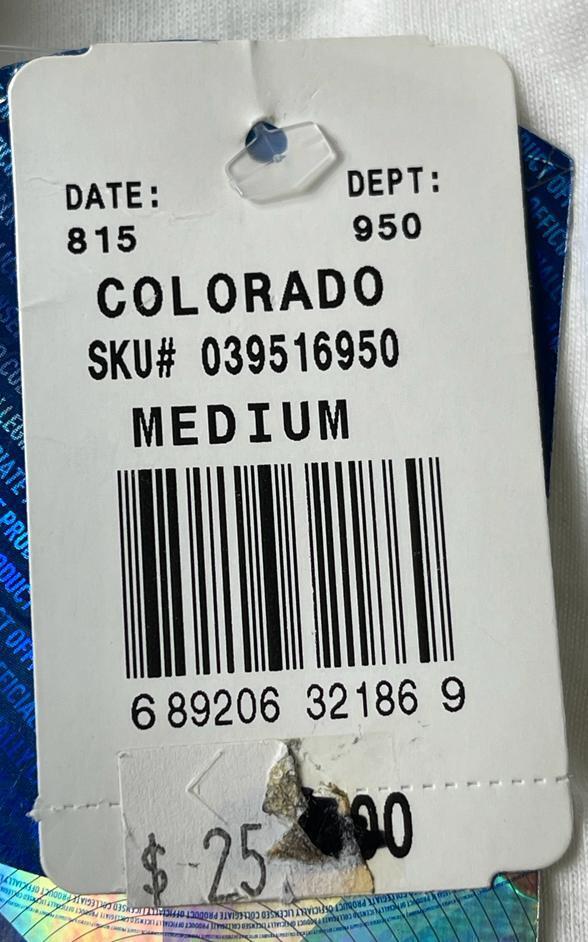 DATE: DEPT:
815 950
COLORADO
SKU# 039516950
MEDIUM
6 89206 32186 9
$ 25